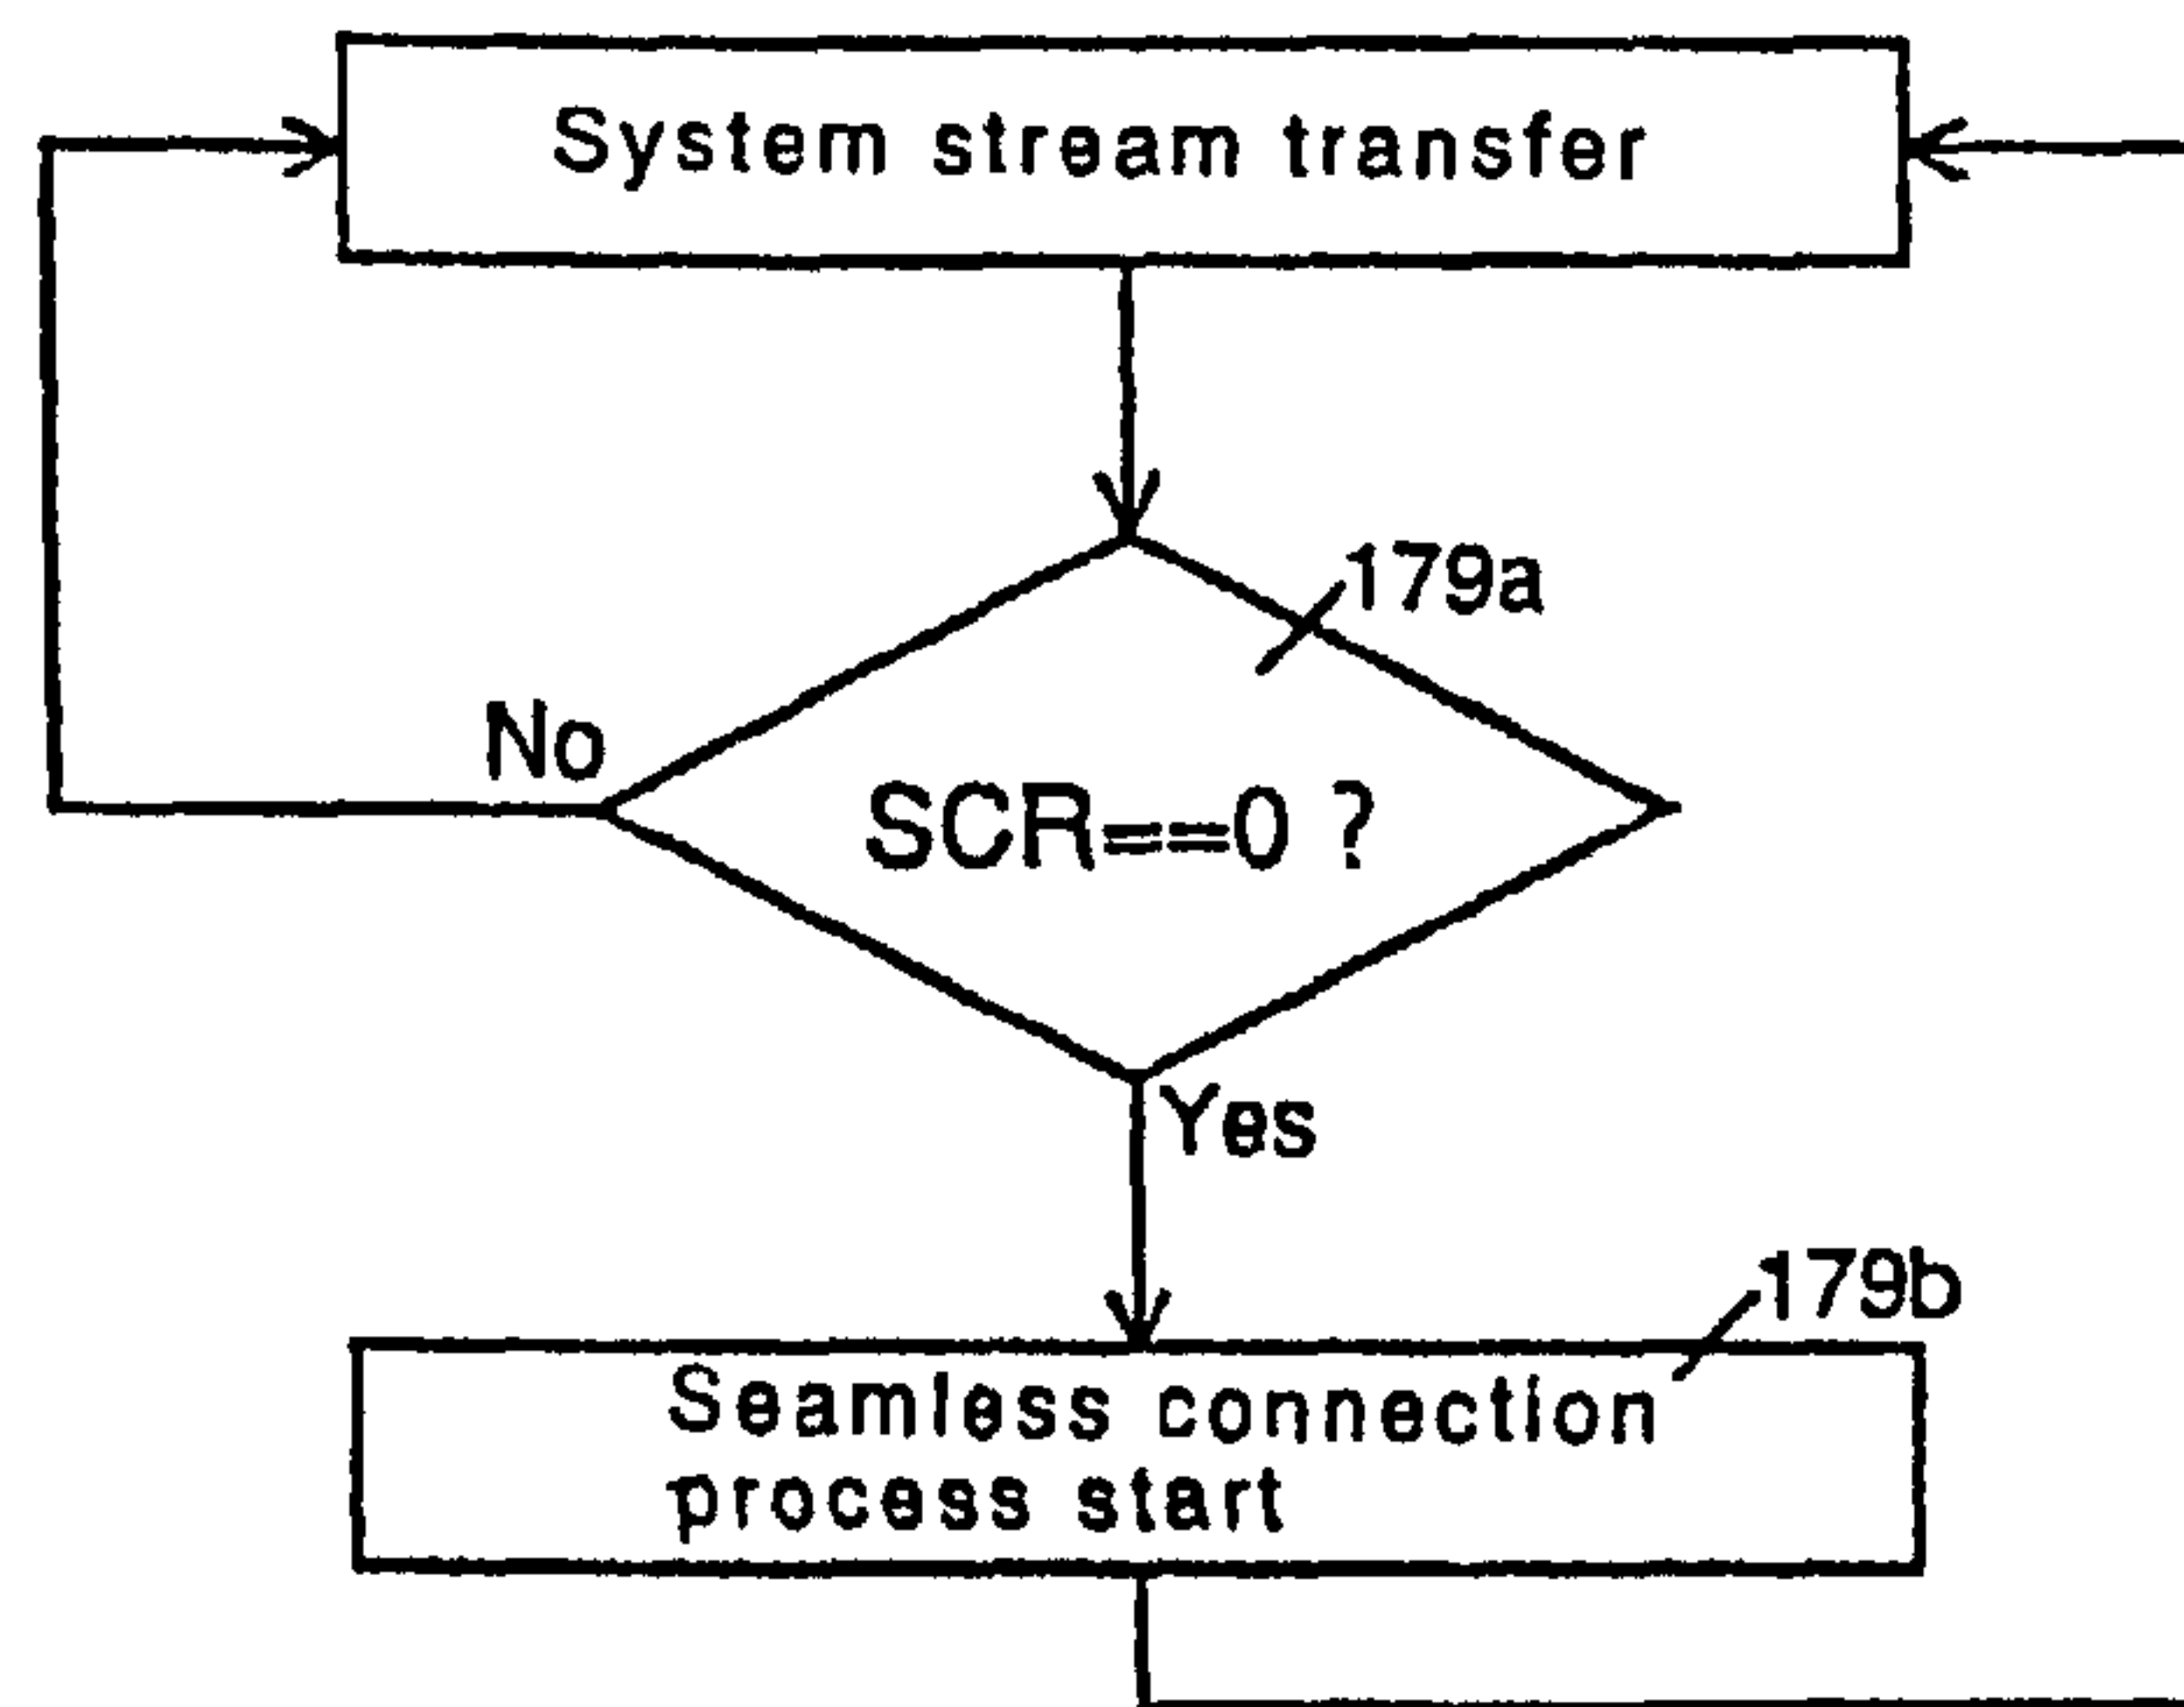 System stream transfer
179a
No
SCR==0 ?
Yes
179b
Seamless connection
process start